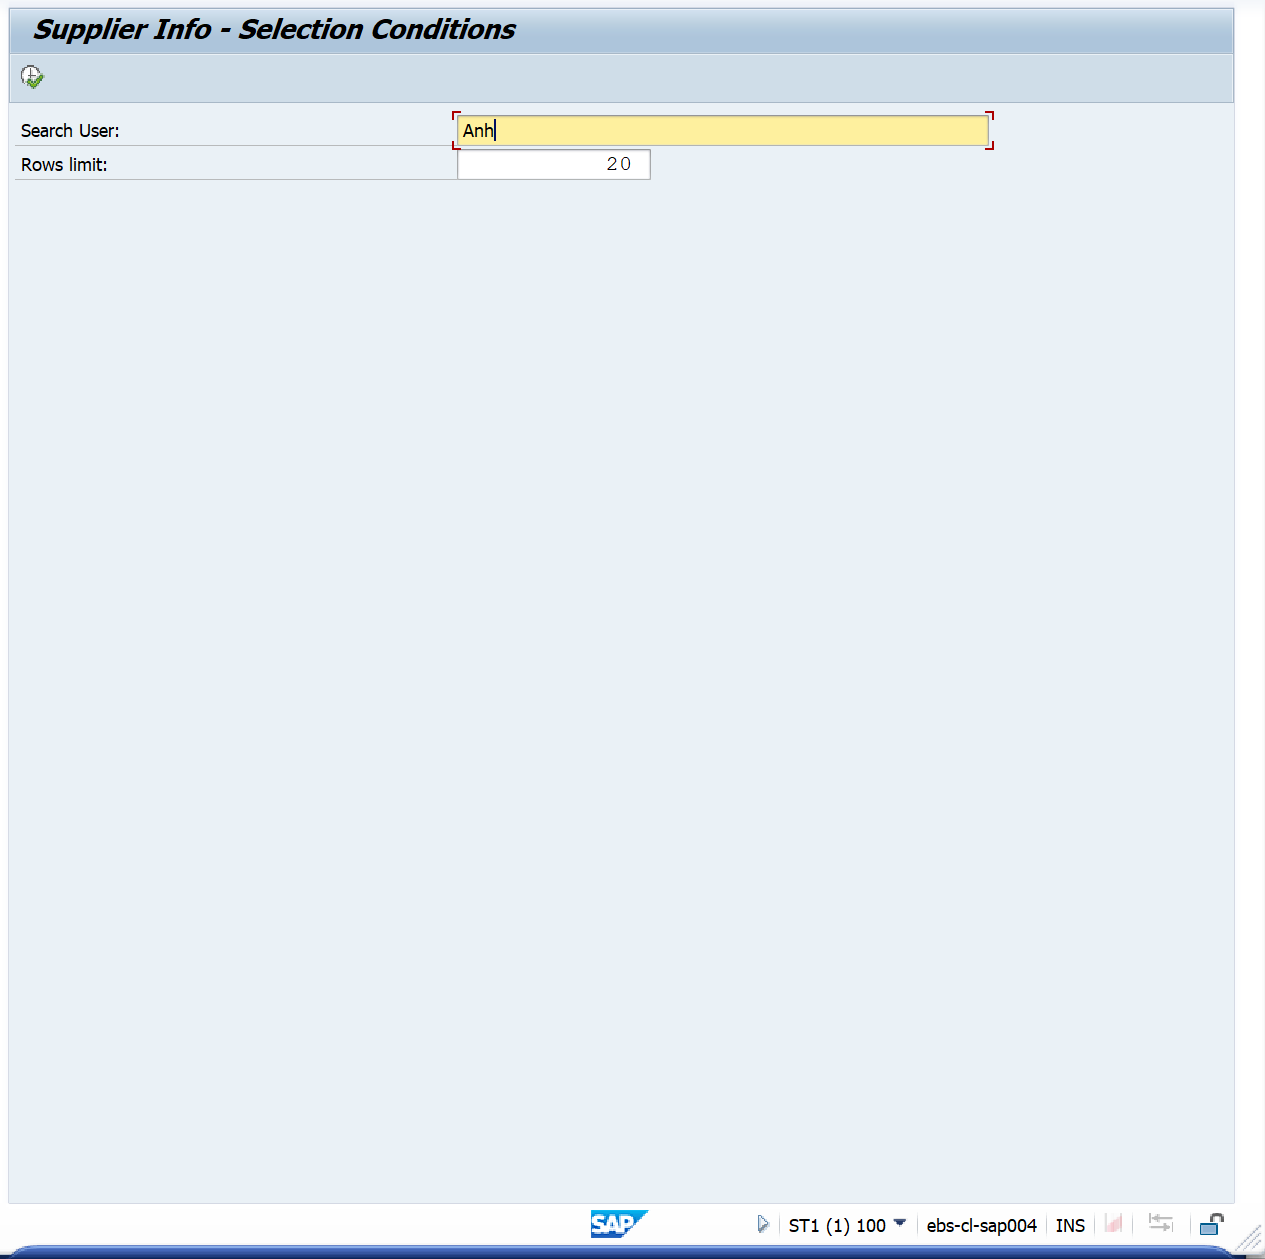 Supplier Info - Selection Conditions
Search User: Anh
Rows limit: 20
SAP ST1 (1) 100 ebs-cl-sap004 INS